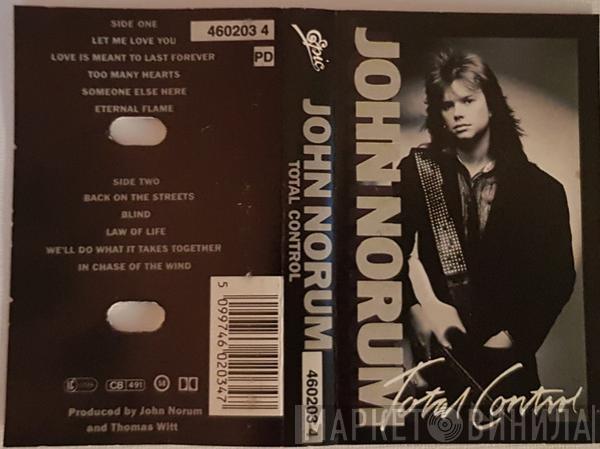 SIDE ONE
LET ME LOVE YOU
LOVE IS MEANT TO LAST FOREVER
TOO MANY HEARTS
SOMEONE ELSE HERE
ETERNAL FLAME
SIDE TWO
BACK ON THE STREETS
BLIND
LAW OF LIFE
WE'LL DO WHAT IT TAKES TOGETHER
IN CHASE OF THE WIND
CB 491
Produced by John Norum
and Thomas Witt
460203 4
PD
5 099746 020347
Epic
JOHN NORUM
TOTAL CONTROL
460203 4
JOHN NORUM
Total Control
МАРКЕТ ВИНИЛА